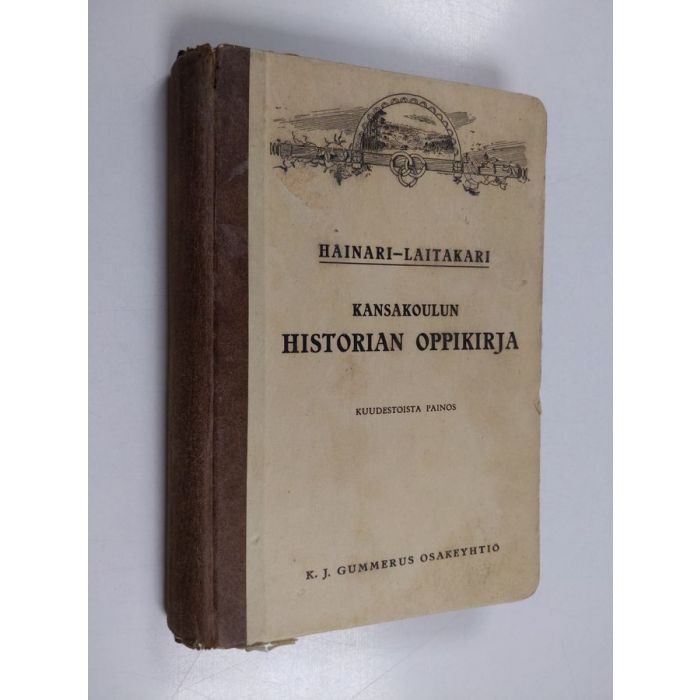 HAINARI–LAITAKARI
KANSAKOULUN
HISTORIAN OPPIKIRJA
KUUDESTOISTA PAINOS
K. J. GUMMERUS OSAKEYHTIÖ